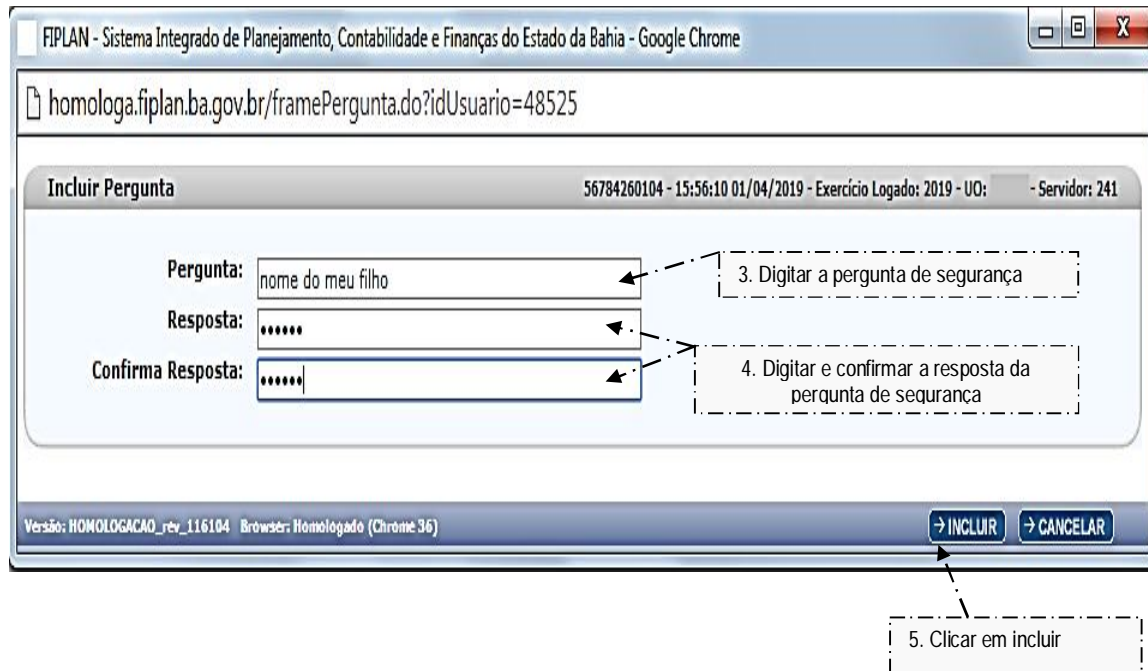 FIPLAN - Sistema Integrado de Planejamento, Contabilidade e Finanças do Estado da Bahia - Google Chrome
homologa.fiplan.ba.gov.br/framePergunta.do?idUsuario=48525
Incluir Pergunta 56784260104 - 15:56:10 01/04/2019 - Exercício Logado: 2019 - UO: - Servidor: 241
Pergunta: nome do meu filho
3. Digitar a pergunta de segurança
Resposta: ••••••
Confirma Resposta: ••••••
4. Digitar e confirmar a resposta da
pergunta de segurança
Versão: HOMOLOGACAO_rev_116104 Browser: Homologado (Chrome 36)
INCLUIR
CANCELAR
5. Clicar em incluir